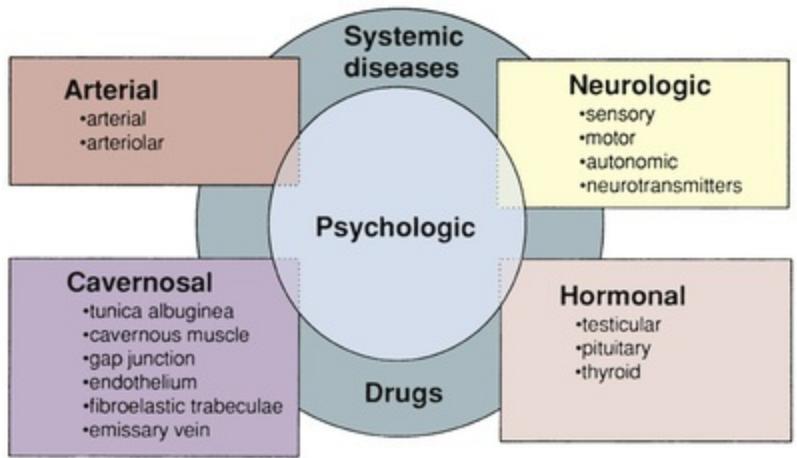 Systemic
diseases
Arterial
•arterial
•arteriolar
Neurologic
•sensory
•motor
•autonomic
•neurotransmitters
Psychologic
Cavernosal
•tunica albuginea
•cavernous muscle
•gap junction
•endothelium
•fibroelastic trabeculae
•emissary vein
Hormonal
•testicular
•pituitary
•thyroid
Drugs